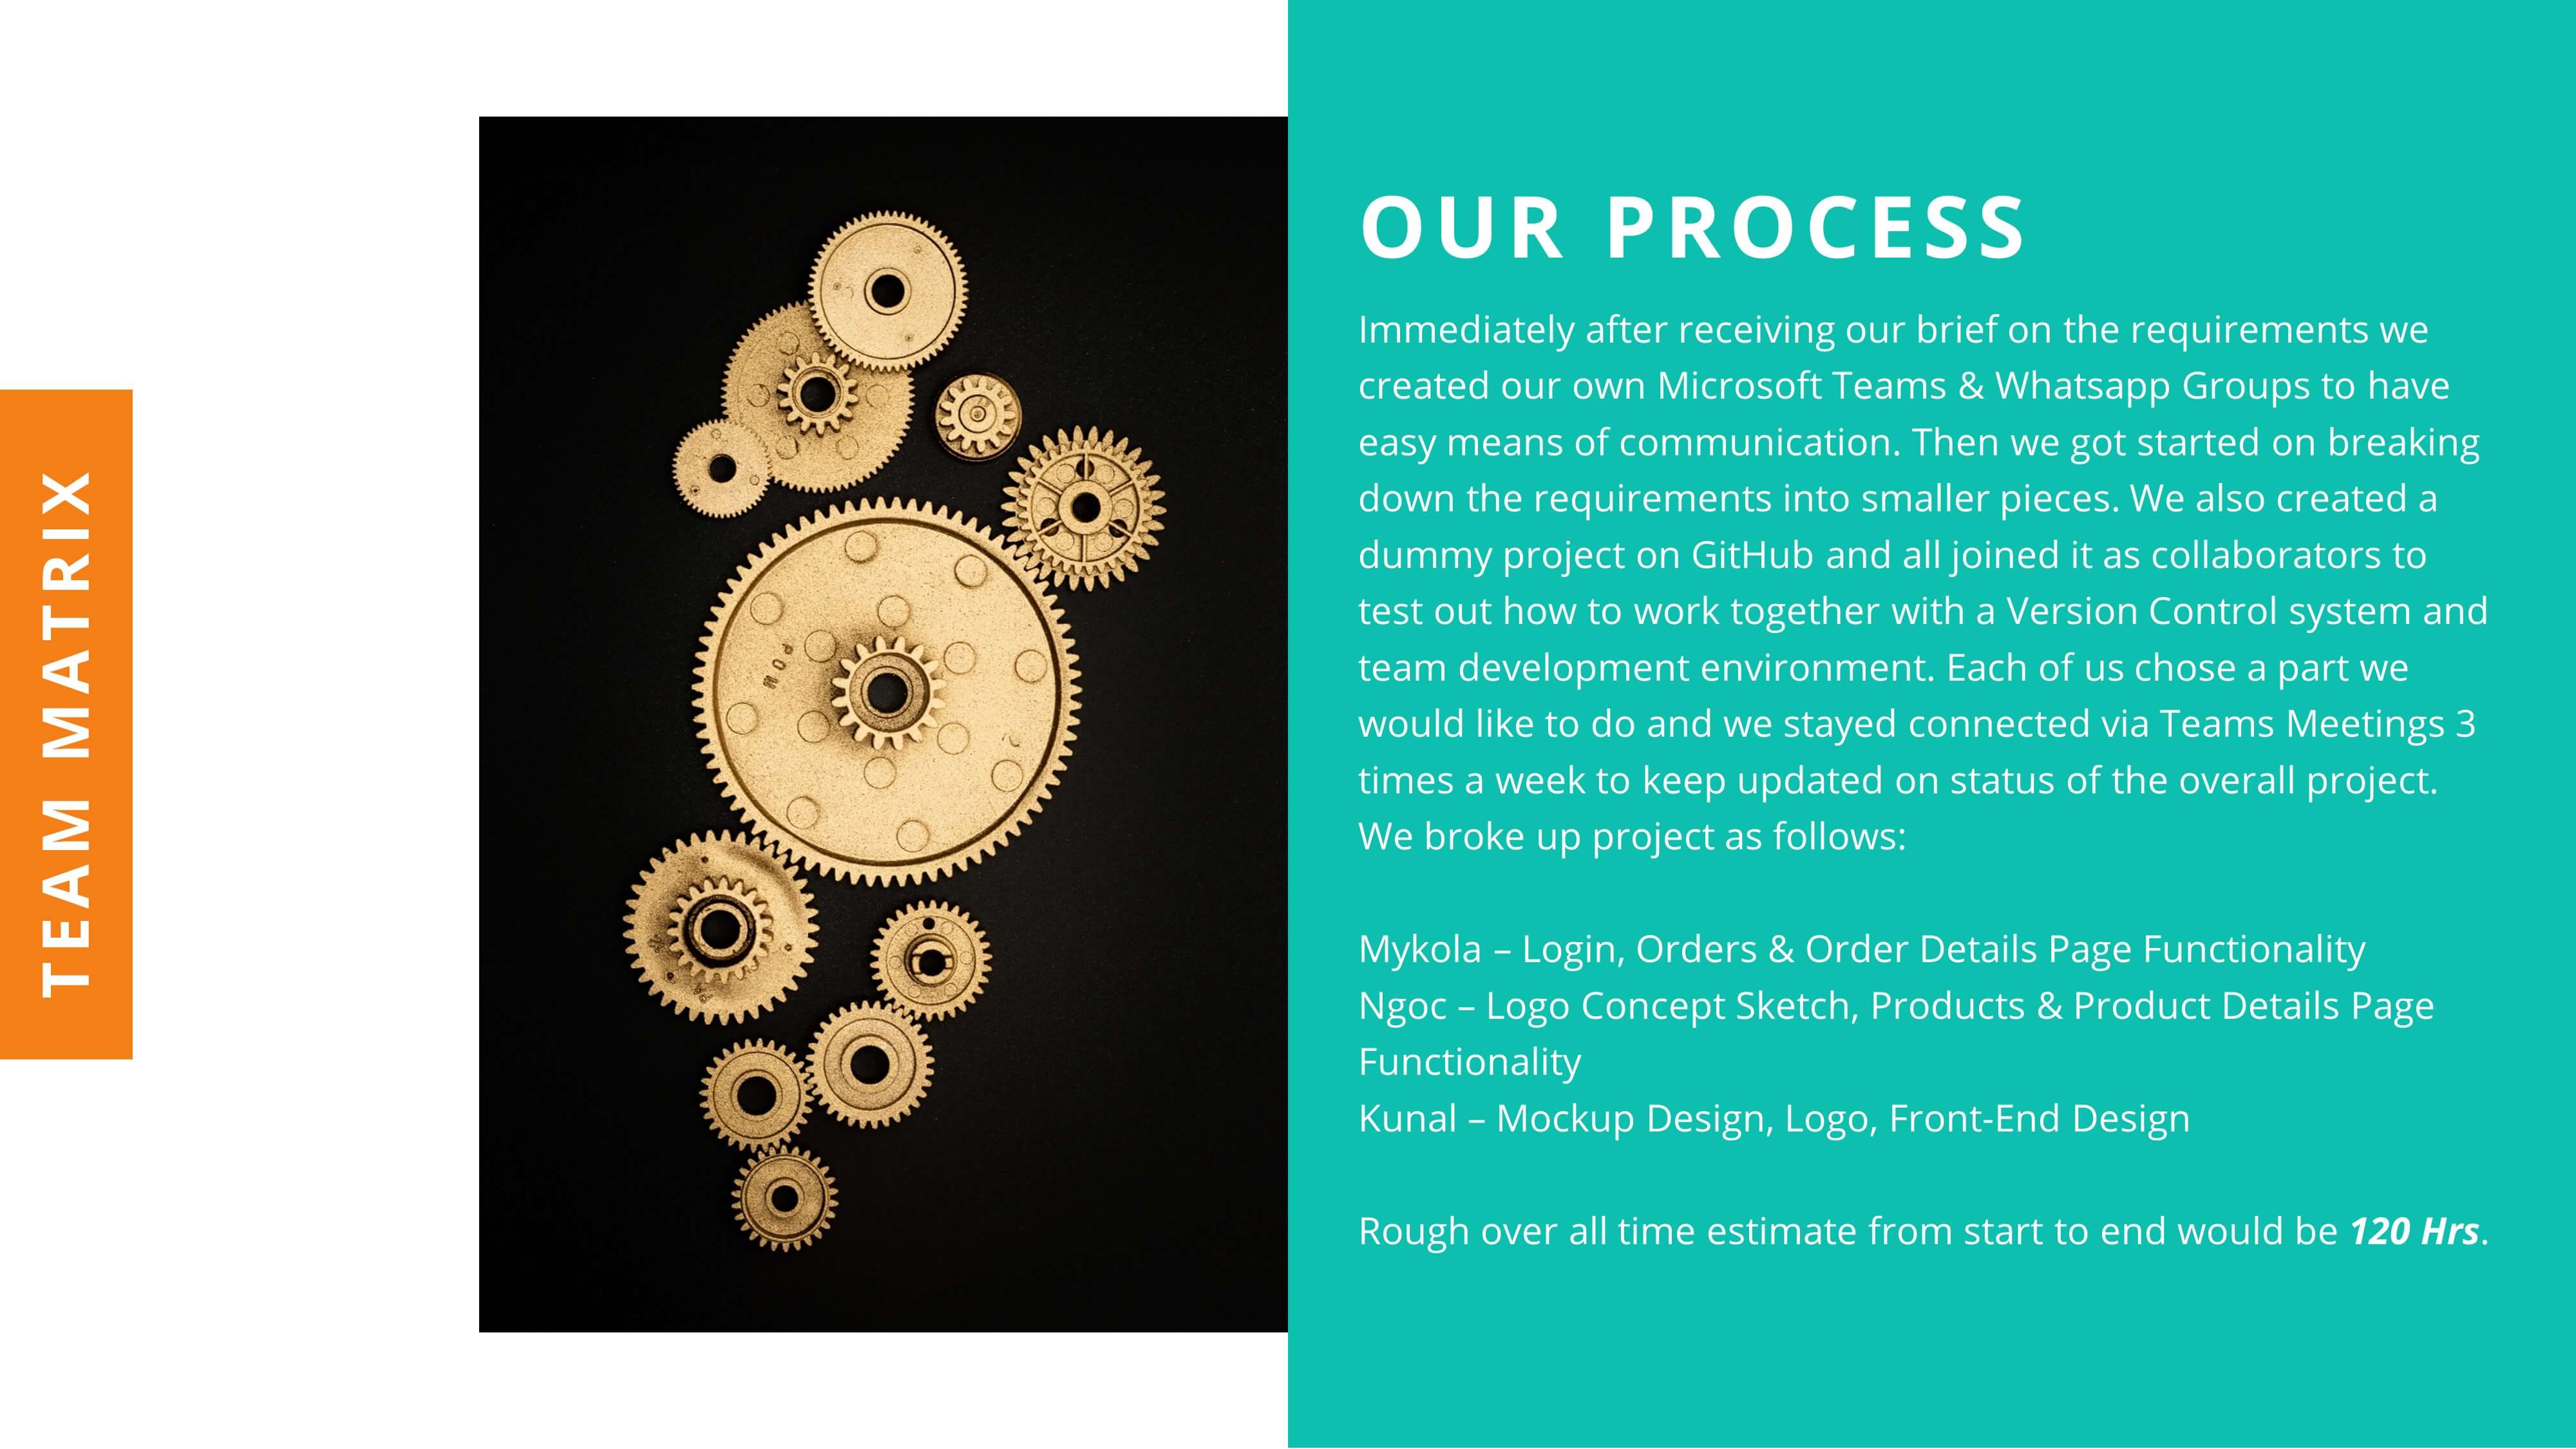 TEAM MATRIX
OUR PROCESS
Immediately after receiving our brief on the requirements we
created our own Microsoft Teams & Whatsapp Groups to have
easy means of communication. Then we got started on breaking
down the requirements into smaller pieces. We also created a
dummy project on GitHub and all joined it as collaborators to
test out how to work together with a Version Control system and
team development environment. Each of us chose a part we
would like to do and we stayed connected via Teams Meetings 3
times a week to keep updated on status of the overall project.
We broke up project as follows:
Mykola – Login, Orders & Order Details Page Functionality
Ngoc – Logo Concept Sketch, Products & Product Details Page
Functionality
Kunal – Mockup Design, Logo, Front-End Design
Rough over all time estimate from start to end would be 120 Hrs.